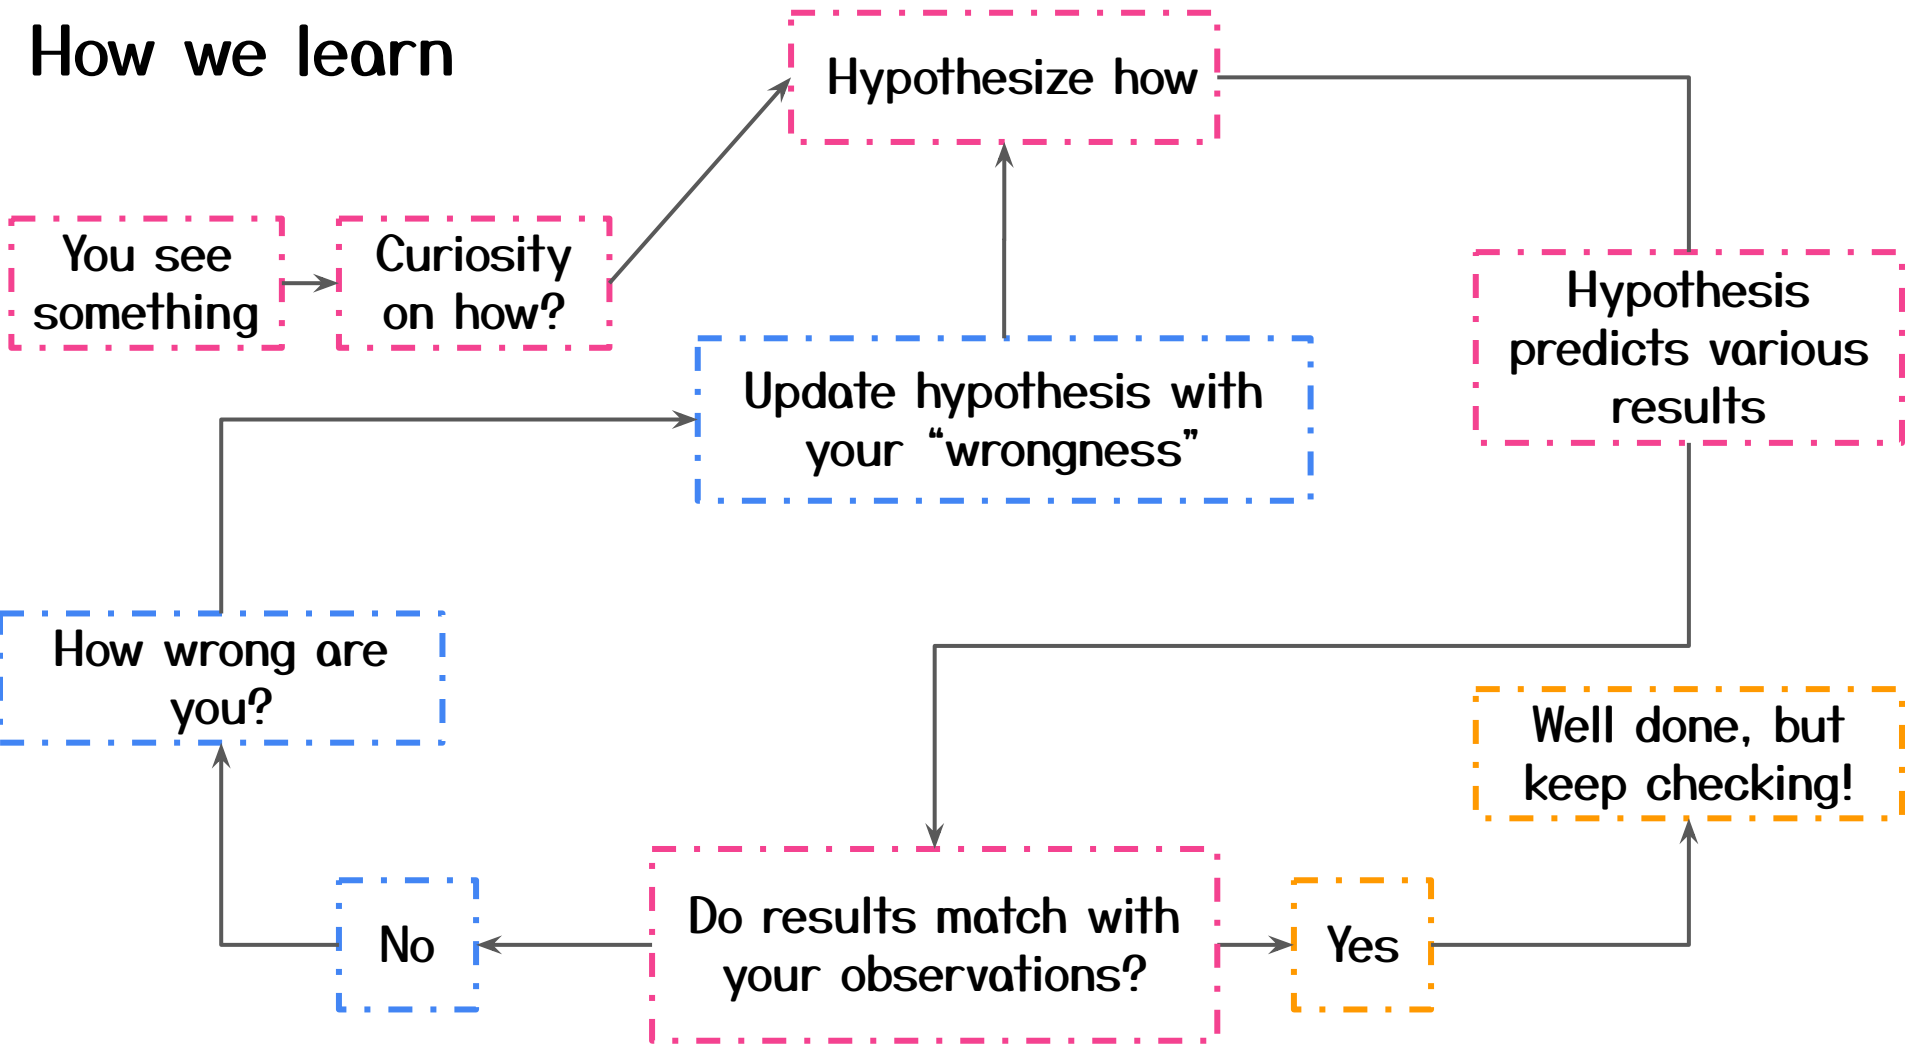 How we learn
Hypothesize how
You see
something
Curiosity
on how?
Hypothesis
predicts various
results
Update hypothesis with
your “wrongness”
How wrong are
you?
Well done, but
keep checking!
No
Do results match with
your observations?
Yes